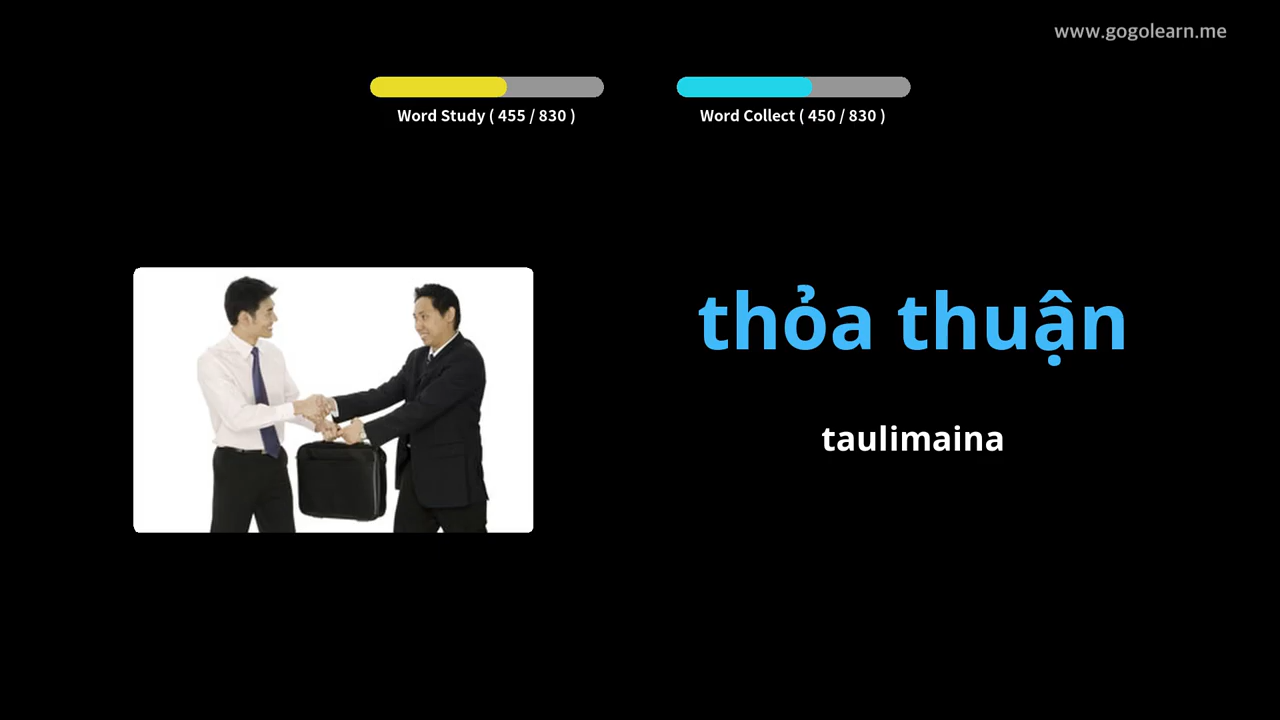 www.gogolearn.me
Word Study ( 455 / 830 )
Word Collect ( 450 / 830 )
thỏa thuận
taulimaina